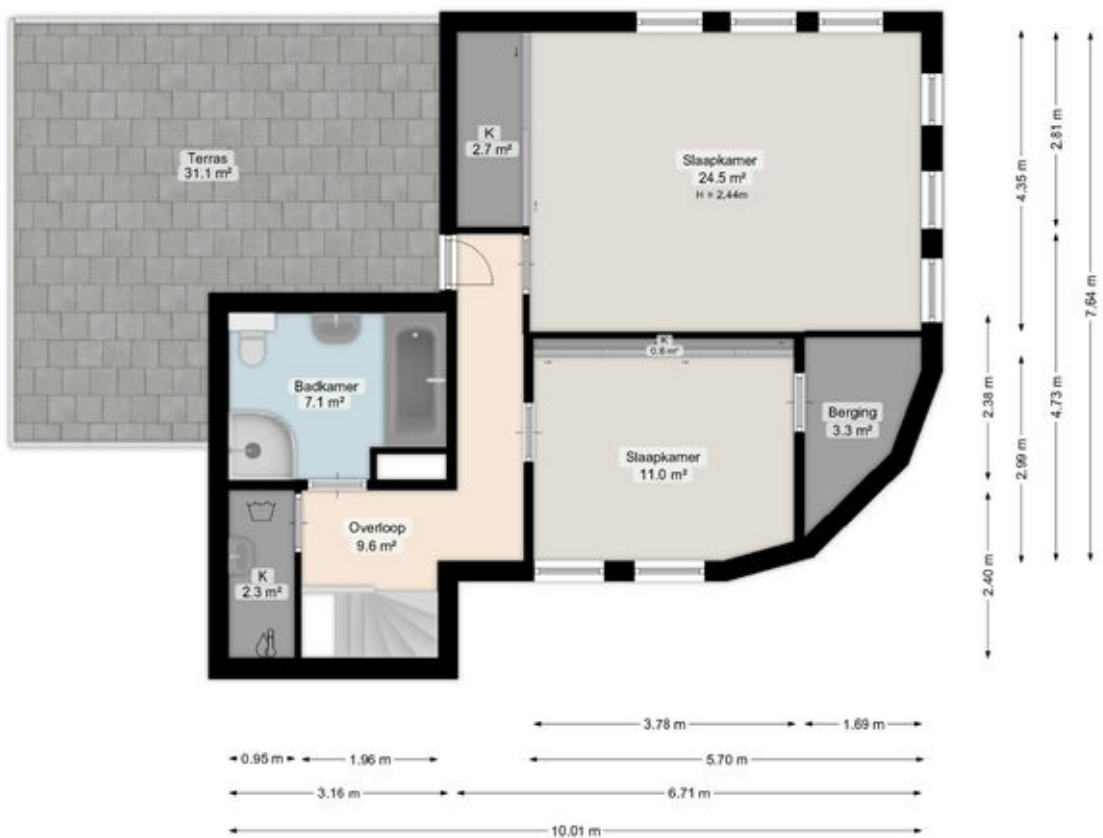 K
2.7 m²
Terras
31.1 m²
Slaapkamer
24.5 m²
H = 2.44m
K
0.6 m²
Badkamer
7.1 m²
Berging
3.3 m²
Slaapkamer
11.0 m²
Overloop
9.6 m²
K
2.3 m²
4.35 m
2.81 m
7.64 m
2.38 m
2.99 m
4.73 m
2.40 m
3.78 m
1.69 m
0.95 m
1.96 m
5.70 m
3.16 m
6.71 m
10.01 m